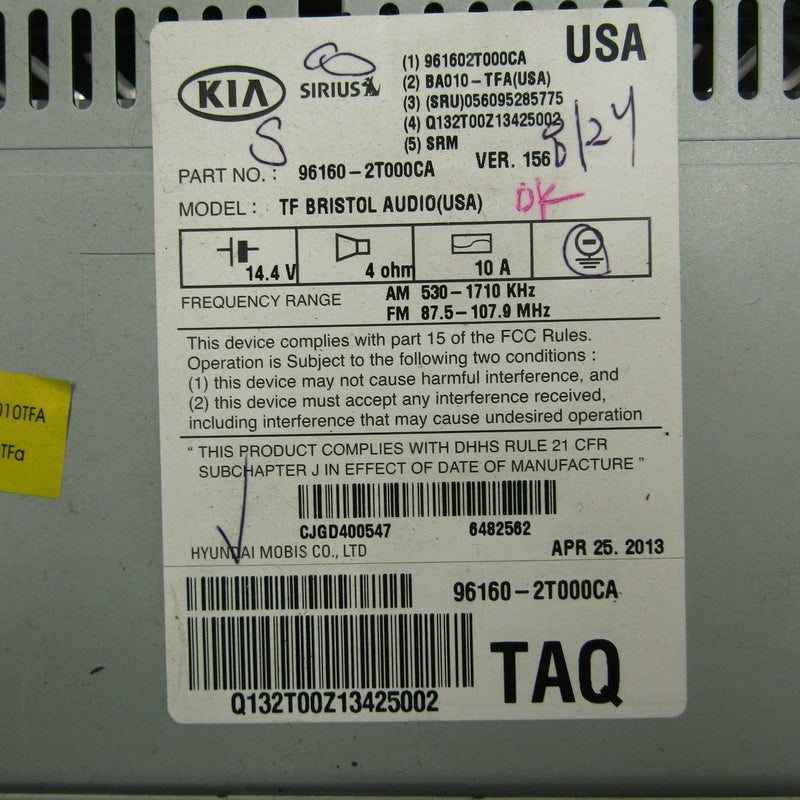 USA
KIA
SIRIUS
(1) 961602T000CA
(2) BA010-TFA(USA)
(3) (SRU)056095285775
(4) Q132T00Z13425002
(5) SRM
8/24
S
VER. 156
PART NO. : 96160-2T000CA
MODEL : TF BRISTOL AUDIO(USA)
OK
14.4 V
4 ohm
10 A
FREQUENCY RANGE
AM 530-1710 KHz
FM 87.5-107.9 MHz
This device complies with part 15 of the FCC Rules.
Operation is Subject to the following two conditions :
(1) this device may not cause harmful interference, and
(2) this device must accept any interference received,
including interference that may cause undesired operation
010TFA
TFa
" THIS PRODUCT COMPLIES WITH DHHS RULE 21 CFR
SUBCHAPTER J IN EFFECT OF DATE OF MANUFACTURE "
CJGD400547 6482562
HYUNDAI MOBIS CO., LTD
APR 25. 2013
96160-2T000CA
TAQ
Q132T00Z13425002